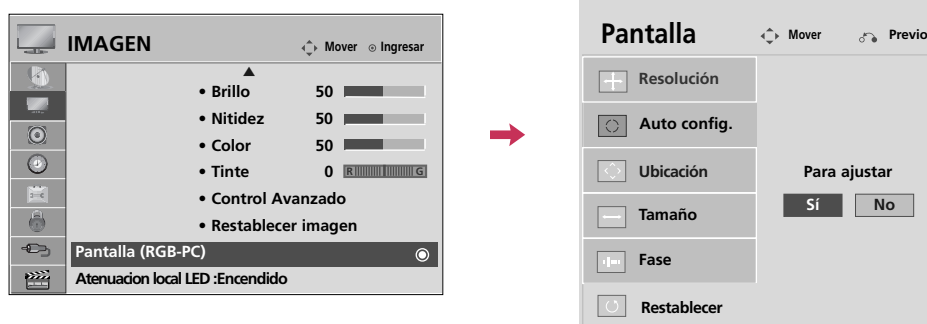 IMAGEN
Mover Ingresar
• Brillo 50
• Nitidez 50
• Color 50
• Tinte 0 R G
• Control Avanzado
• Restablecer imagen
Pantalla (RGB-PC)
Atenuacion local LED :Encendido
Pantalla
Mover Previo
Resolución
Auto config.
Ubicación
Tamaño
Fase
Restablecer
Para ajustar
Sí No